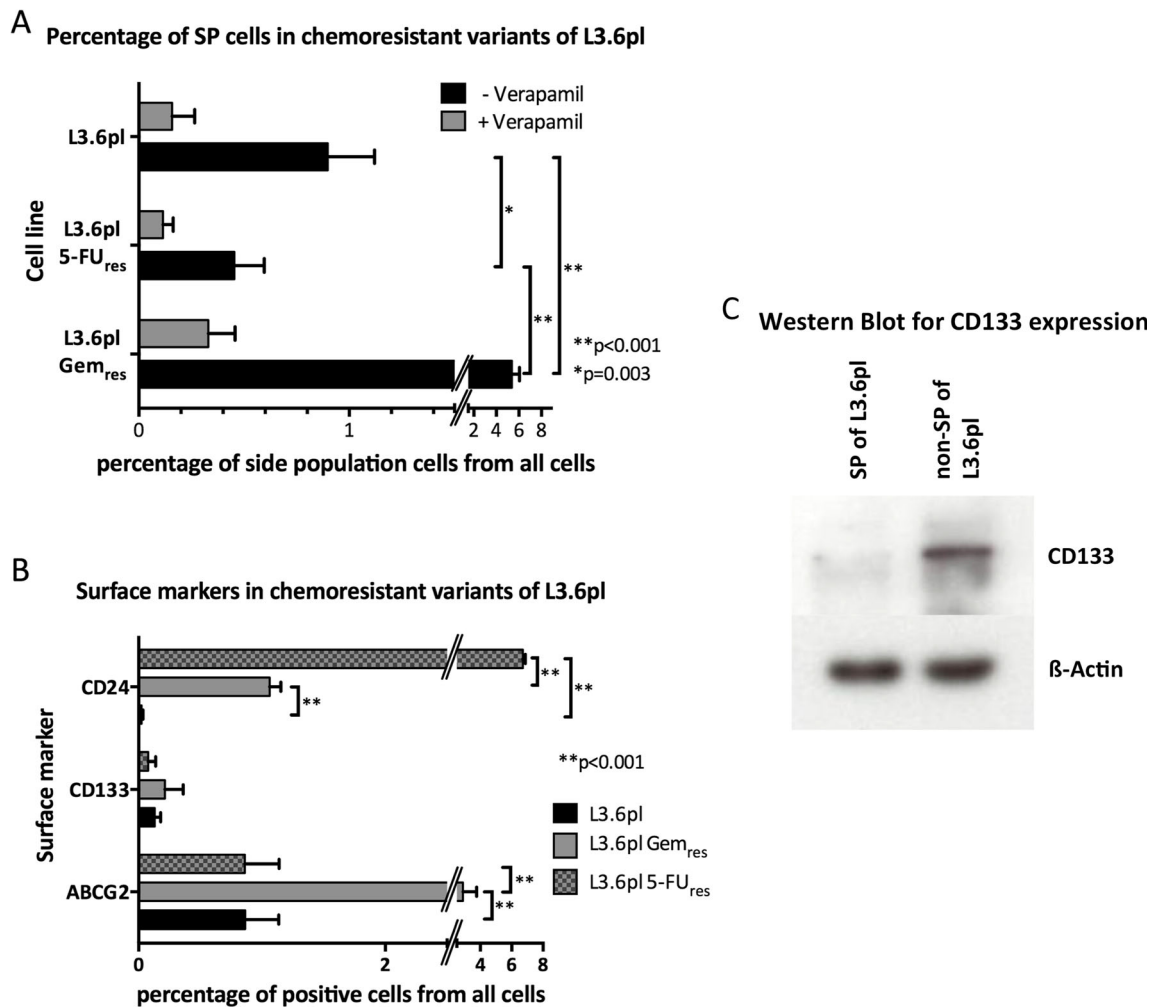 A
Percentage of SP cells in chemoresistant variants of L3.6pl
- Verapamil
+ Verapamil
Cell line
L3.6pl
L3.6pl
5-FUres
L3.6pl
Gemres
*
**
**
**p<0.001
*p=0.003
0 1 2 4 6 8
percentage of side population cells from all cells
B
Surface markers in chemoresistant variants of L3.6pl
Surface marker
CD24
CD133
ABCG2
**
**
**
**p<0.001
L3.6pl
L3.6pl Gemres
L3.6pl 5-FUres
**
**
0 2 4 6 8
percentage of positive cells from all cells
C
Western Blot for CD133 expression
SP of L3.6pl
non-SP of
L3.6pl
CD133
ß-Actin